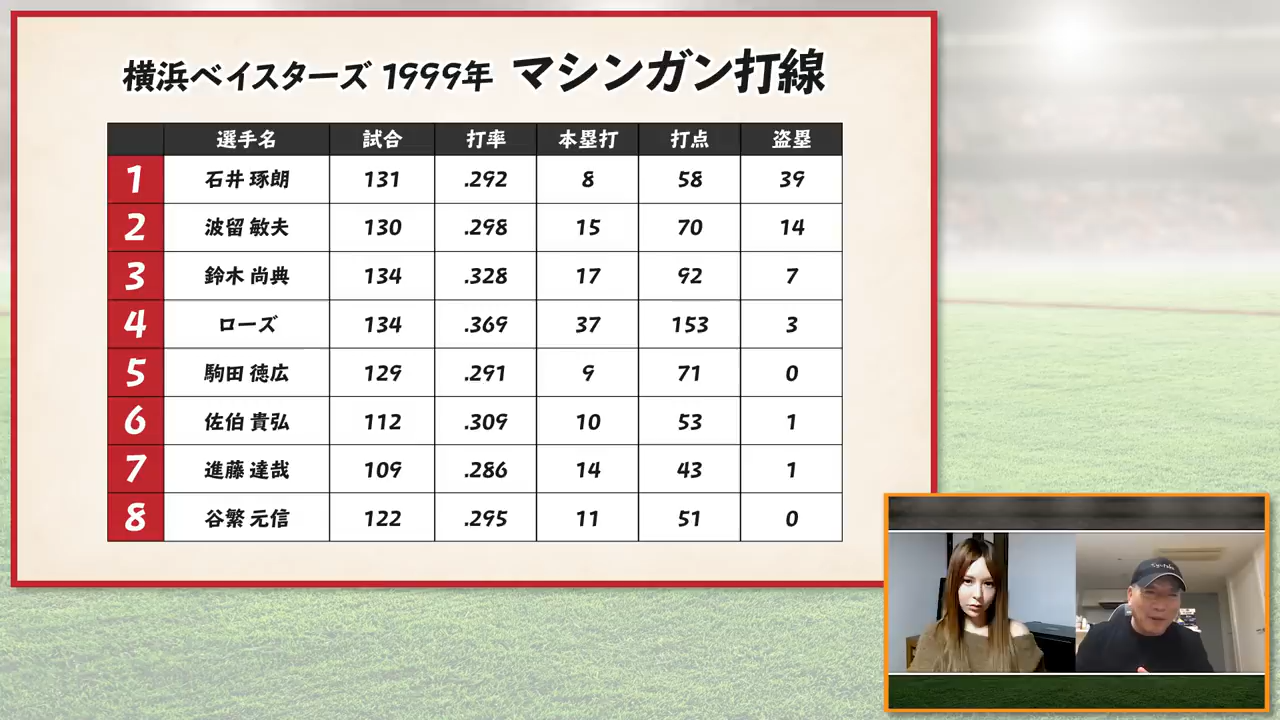 横浜ベイスターズ 1999年 マシンガン打線
選手名 試合 打率 本塁打 打点 盗塁
1 石井 琢朗 131 .292 8 58 39
2 波留 敏夫 130 .298 15 70 14
3 鈴木 尚典 134 .328 17 92 7
4 ローズ 134 .369 37 153 3
5 駒田 徳広 129 .291 9 71 0
6 佐伯 貴弘 112 .309 10 53 1
7 進藤 達哉 109 .286 14 43 1
8 谷繁 元信 122 .295 11 51 0